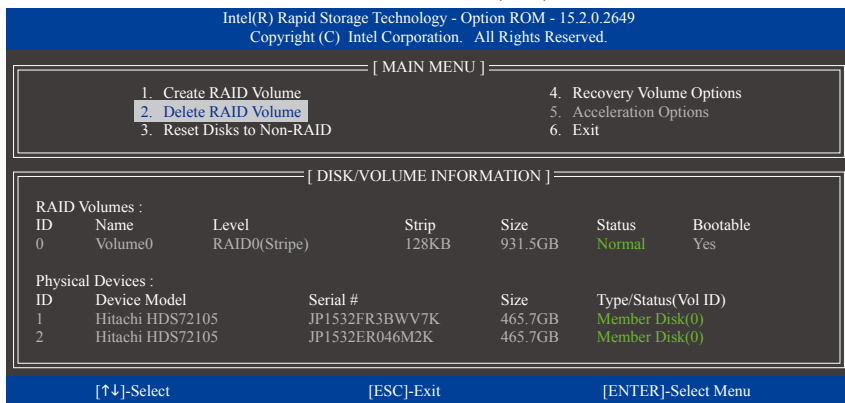 Intel(R) Rapid Storage Technology - Option ROM - 15.2.0.2649
Copyright (C) Intel Corporation. All Rights Reserved.
[ MAIN MENU ]
1. Create RAID Volume 4. Recovery Volume Options
2. Delete RAID Volume 5. Acceleration Options
3. Reset Disks to Non-RAID 6. Exit
[ DISK/VOLUME INFORMATION ]
RAID Volumes :
ID Name Level Strip Size Status Bootable
0 Volume0 RAID0(Stripe) 128KB 931.5GB Normal Yes
Physical Devices :
ID Device Model Serial # Size Type/Status(Vol ID)
1 Hitachi HDS72105 JP1532FR3BWV7K 465.7GB Member Disk(0)
2 Hitachi HDS72105 JP1532ER046M2K 465.7GB Member Disk(0)
[↑↓]-Select [ESC]-Exit [ENTER]-Select Menu